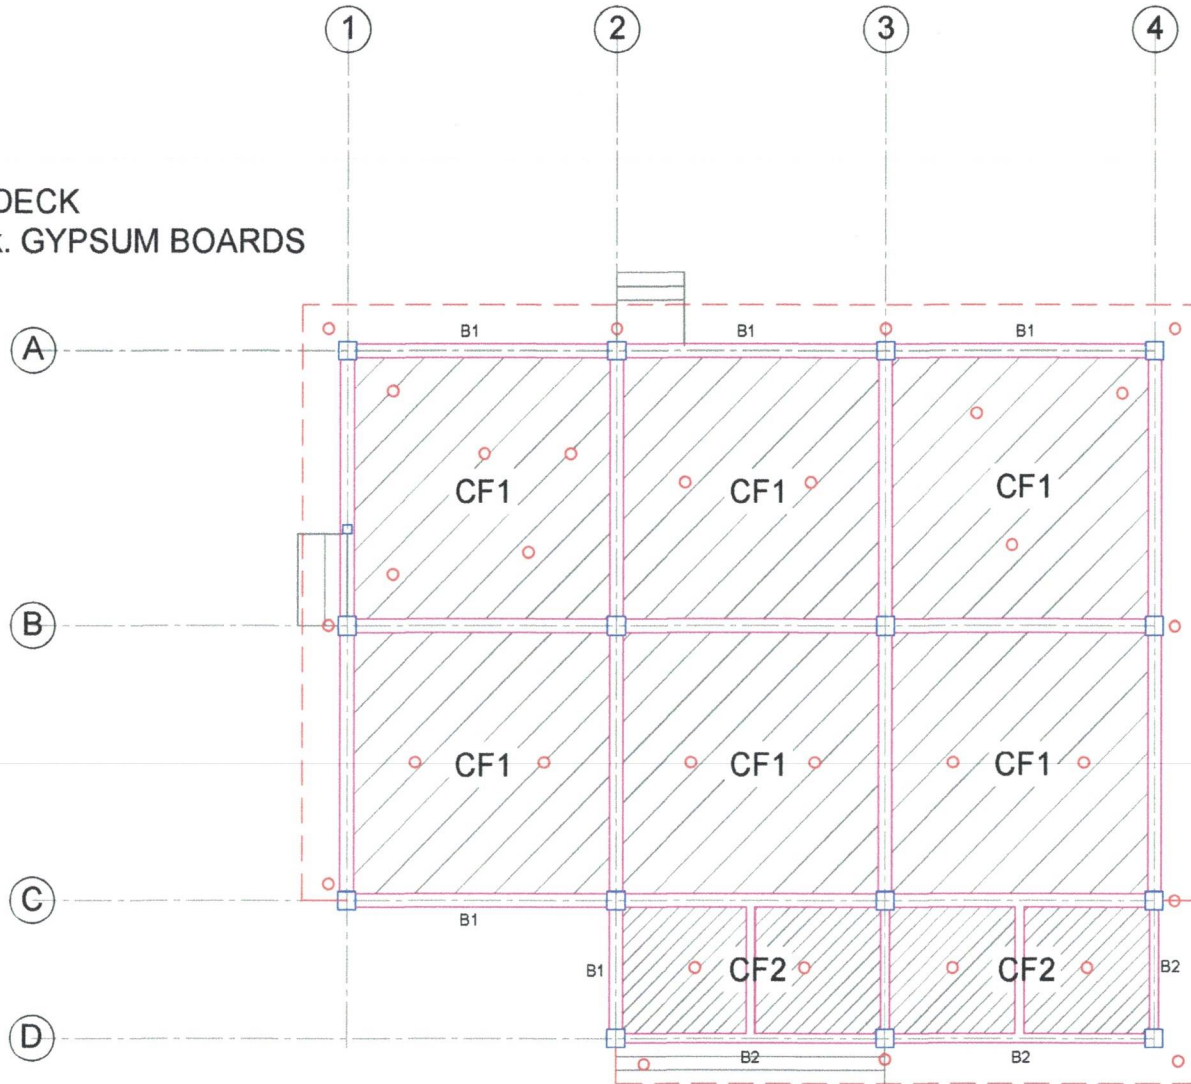 1 2 3 4
DECK
. GYPSUM BOARDS
A
B1 B1 B1
CF1 CF1 CF1
B
CF1 CF1 CF1
C
B1
B1 CF2 CF2 B2
D
B2 B2